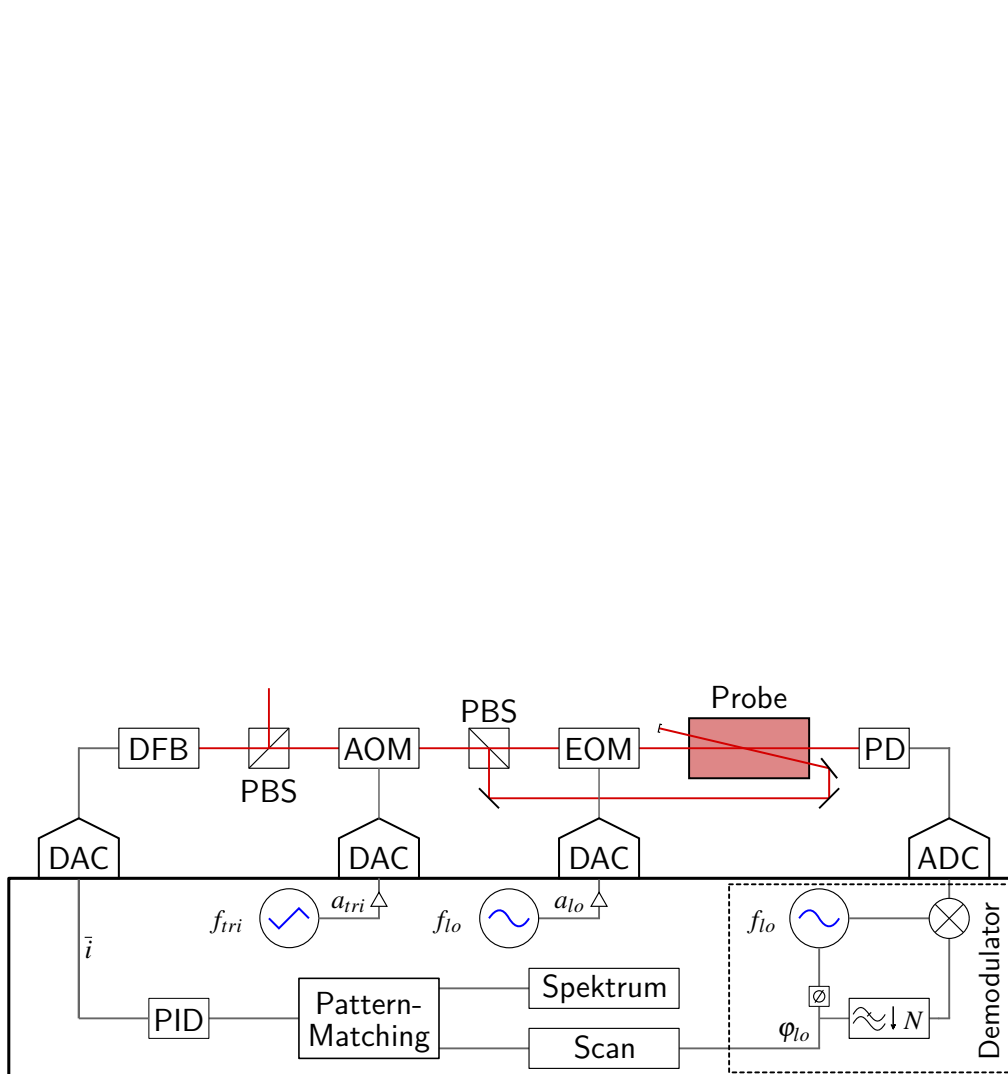 Probe
PBS
DFB
AOM
EOM
PD
PBS
DAC
DAC
DAC
ADC
f_tri
a_tri
f_lo
a_lo
f_lo
Demodulator
ī
Spektrum
Pattern-
Matching
PID
∅
↓ N
φ_lo
Scan